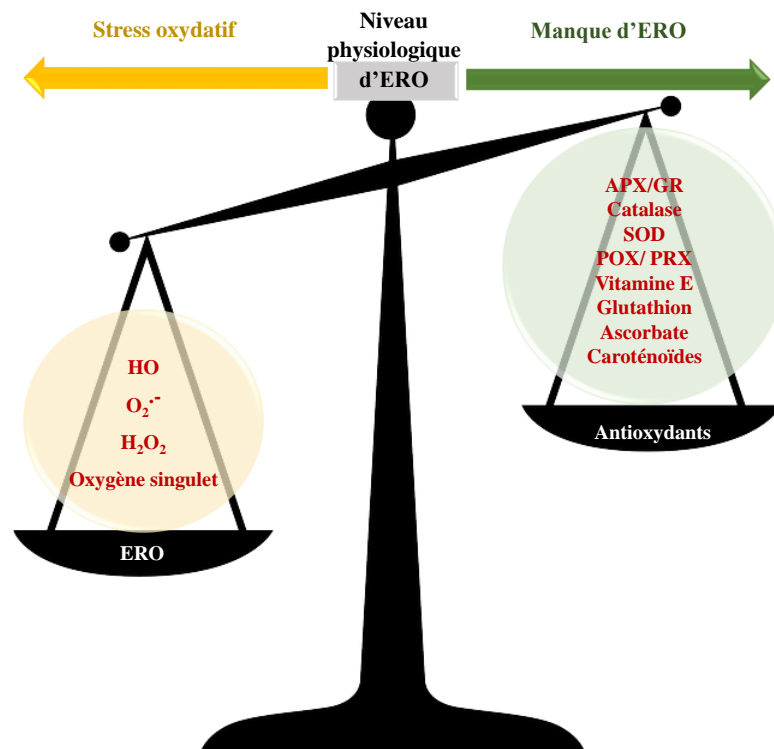 Stress oxydatif
Niveau
physiologique
d’ERO
Manque d’ERO
APX/GR
Catalase
SOD
POX/ PRX
Vitamine E
Glutathion
Ascorbate
Caroténoïdes
Antioxydants
HO
O₂·⁻
H₂O₂
Oxygène singulet
ERO